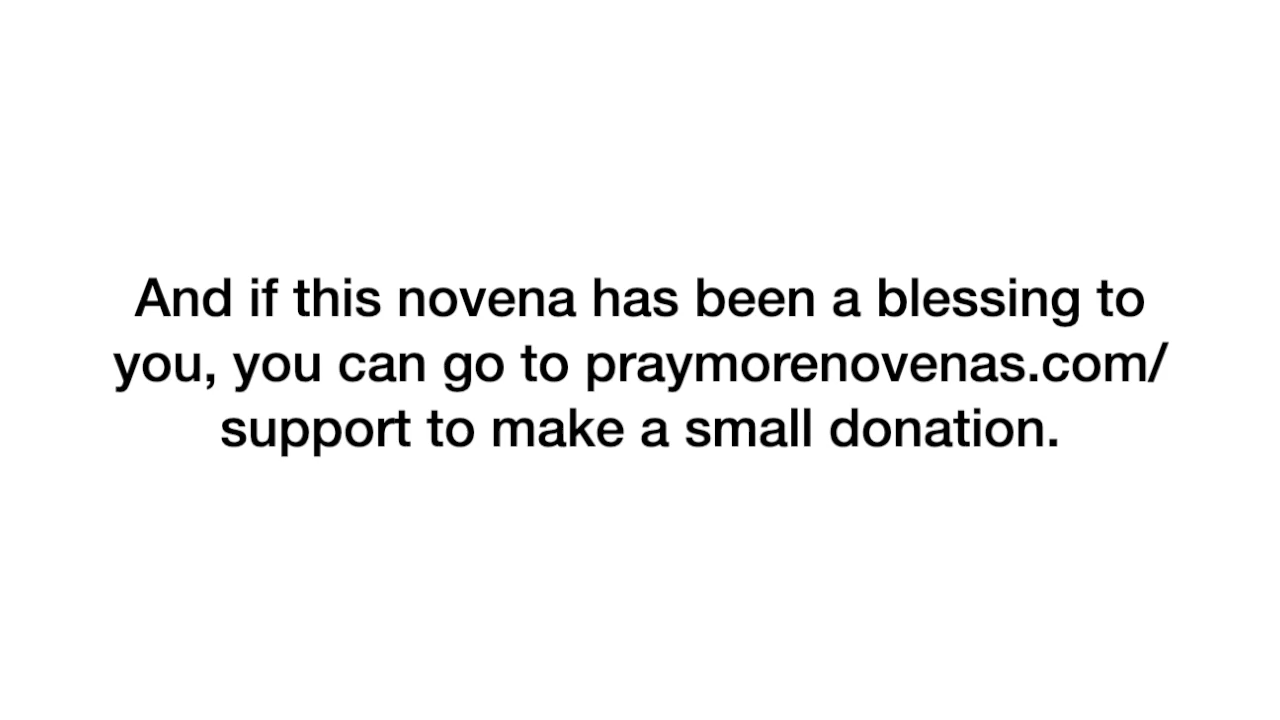 And if this novena has been a blessing to
you, you can go to praymorenovenas.com/
support to make a small donation.